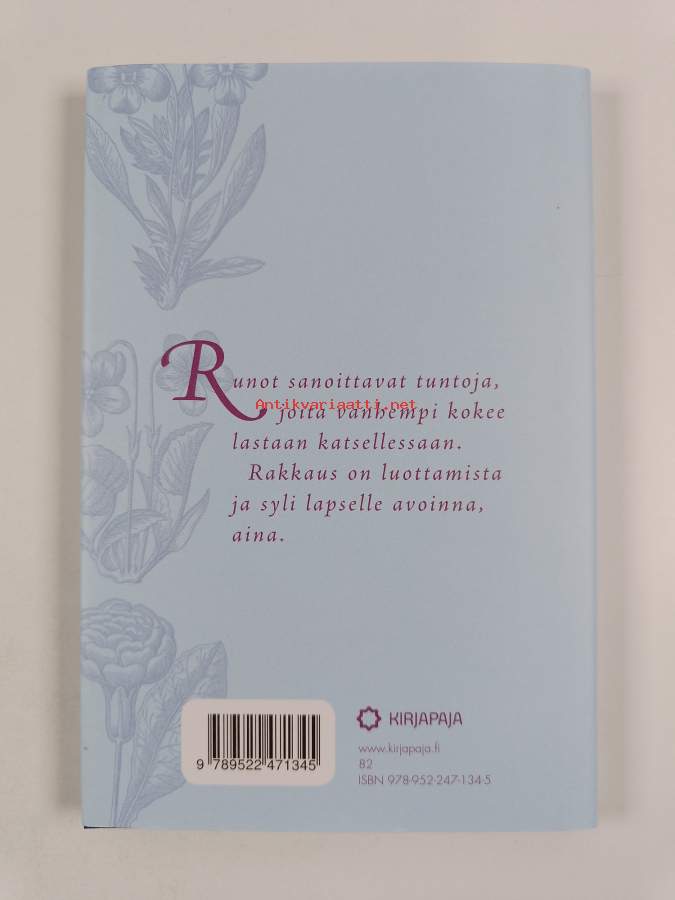 Runot sanoittavat tuntoja,
joita vanhempi kokee
Antikvariaatti.net
lastaan katsellessaan.
Rakkaus on luottamista
ja syli lapselle avoinna,
aina.
KIRJAPAJA
www.kirjapaja.fi
82
ISBN 978-952-247-134-5
9 789522 471345